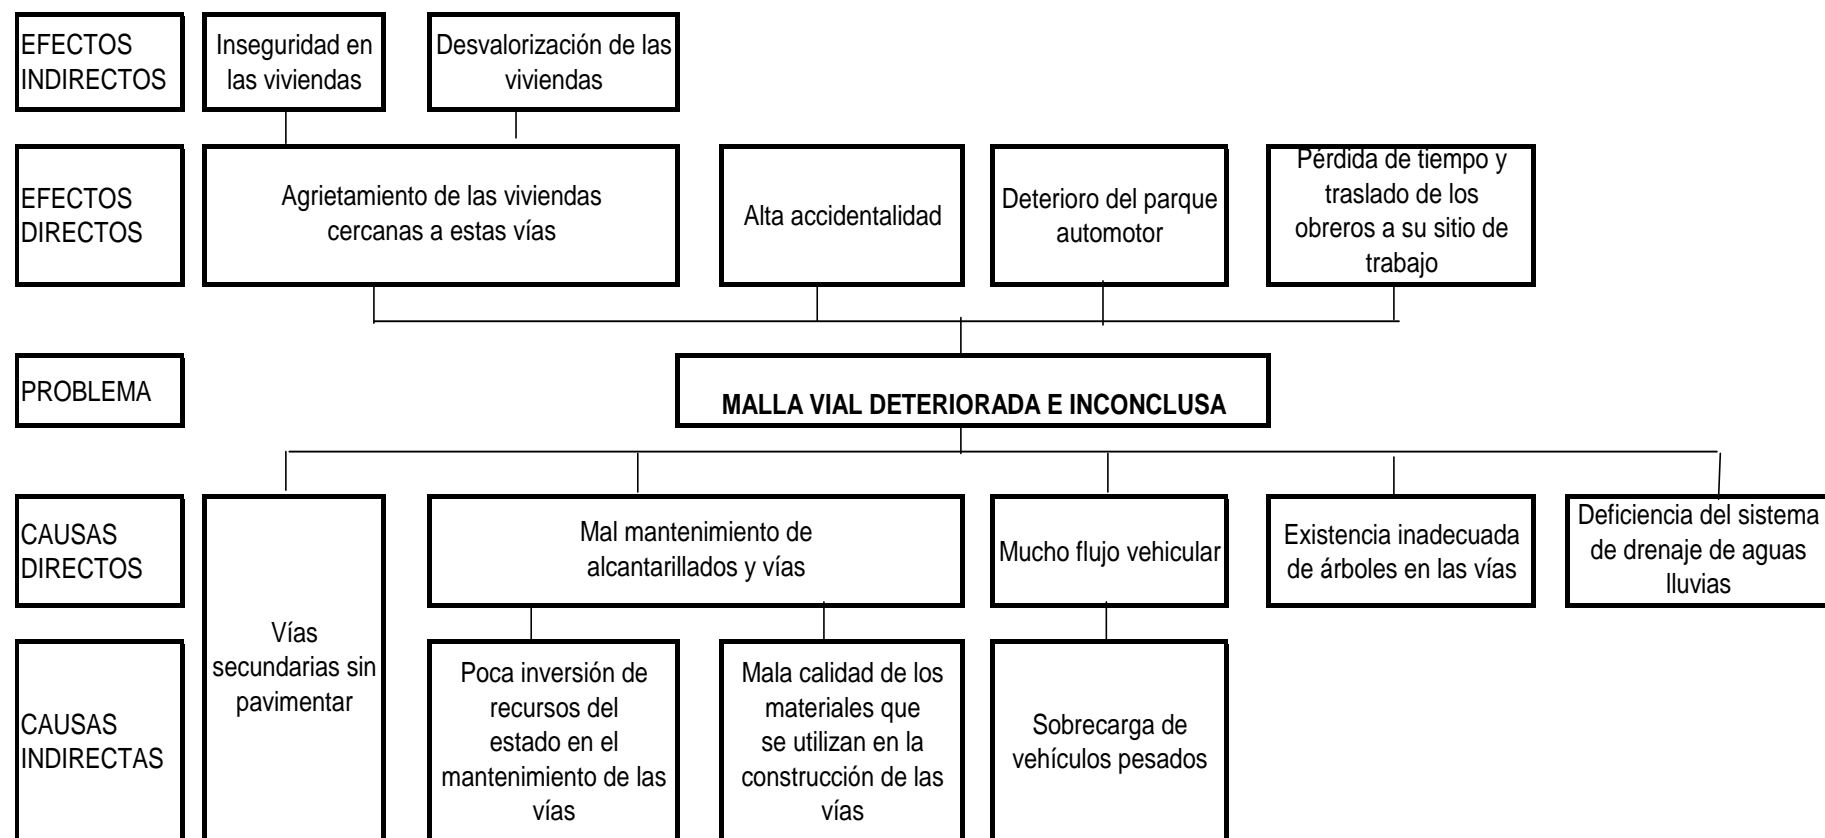 EFECTOS
INDIRECTOS
Inseguridad en
las viviendas
Desvalorización de las
viviendas
EFECTOS
DIRECTOS
Agrietamiento de las viviendas
cercanas a estas vías
Alta accidentalidad
Deterioro del parque
automotor
Pérdida de tiempo y
traslado de los
obreros a su sitio de
trabajo
PROBLEMA
MALLA VIAL DETERIORADA E INCONCLUSA
CAUSAS
DIRECTOS
Vías
secundarias sin
pavimentar
Mal mantenimiento de
alcantarillados y vías
Mucho flujo vehicular
Existencia inadecuada
de árboles en las vías
Deficiencia del sistema
de drenaje de aguas
lluvias
CAUSAS
INDIRECTAS
Poca inversión de
recursos del
estado en el
mantenimiento de las
vías
Mala calidad de los
materiales que
se utilizan en la
construcción de las
vías
Sobrecarga de
vehículos pesados